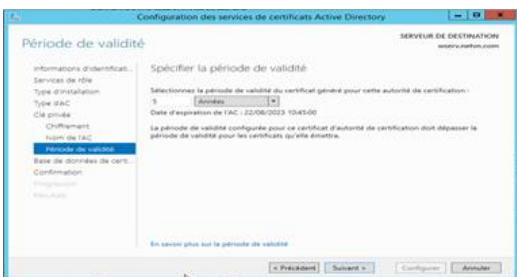 Configuration des services de certificats Active Directory
Période de validité
SERVEUR DE DESTINATION
Informations d'identificati...
Services de rôle
Type d'installation
Type d'AC
Clé privée
Chiffrement
Nom de l'AC
Période de validité
Base de données de certi...
Confirmation
Progression
Résultats
Spécifier la période de validité
Sélectionnez la période de validité du certificat généré pour cette autorité de certification :
5 Années
Date d'expiration de l'AC : 22/06/2023 10:45:00
La période de validité configurée pour ce certificat d'autorité de certification doit dépasser la
période de validité pour les certificats qu'elle émettra.
En savoir plus sur la période de validité
< Précédent
Suivant >
Configurer
Annuler